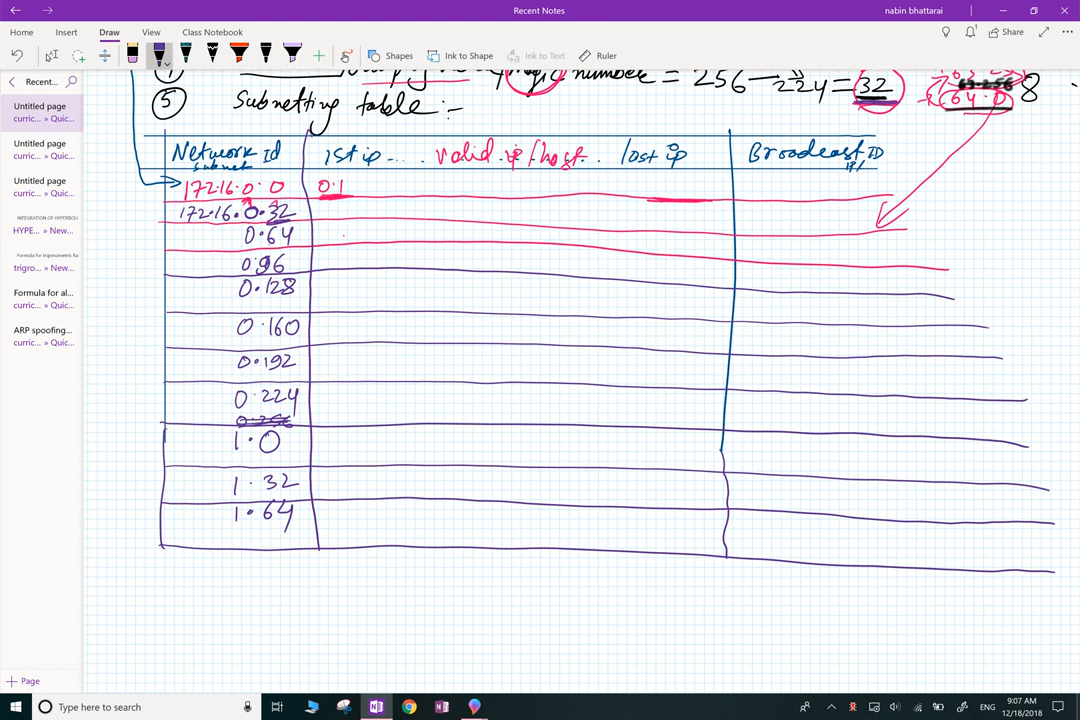 Recent Notes
nabin bhattarai
Home Insert Draw View Class Notebook
Share
Shapes Ink to Shape Ink to Text Ruler
Recent...
Untitled page
curric... » Quic...
Untitled page
curric... » Quic...
Untitled page
curric... » Quic...
INTEGRATION OF HYPERBOL
HYPE... » New...
Formula for trigonometric fu
trigro... » New...
Formula for al...
curric... » Quic...
ARP spoofing...
curric... » Quic...
Page
number = 256 - 224 = 32
64.0 8
5 Subnetting table :-
Network Id 1st ip .... valid ip/host . last ip Broadcast ID
subnet IP/
172.16.0.0 0.1
172.16.0.32
0.64
0.96
0.128
0.160
0.192
0.224
1.0
1.32
1.64
Type here to search
ENG
9:07 AM
12/18/2018